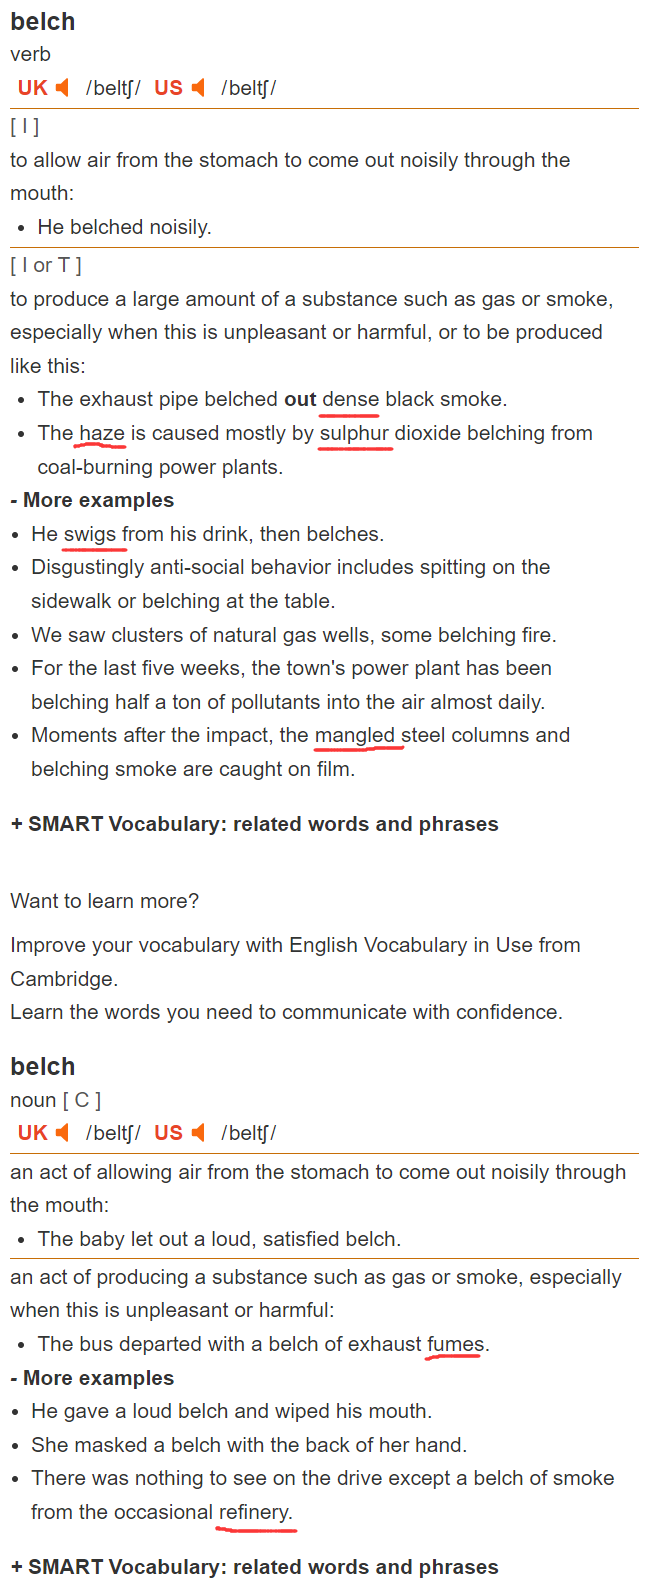 belch
verb
UK /beltʃ/ US /beltʃ/
[ I ]
to allow air from the stomach to come out noisily through the
mouth:
• He belched noisily.
[ I or T ]
to produce a large amount of a substance such as gas or smoke,
especially when this is unpleasant or harmful, or to be produced
like this:
• The exhaust pipe belched out dense black smoke.
• The haze is caused mostly by sulphur dioxide belching from
coal-burning power plants.
- More examples
• He swigs from his drink, then belches.
• Disgustingly anti-social behavior includes spitting on the
sidewalk or belching at the table.
• We saw clusters of natural gas wells, some belching fire.
• For the last five weeks, the town's power plant has been
belching half a ton of pollutants into the air almost daily.
• Moments after the impact, the mangled steel columns and
belching smoke are caught on film.
+ SMART Vocabulary: related words and phrases
Want to learn more?
Improve your vocabulary with English Vocabulary in Use from
Cambridge.
Learn the words you need to communicate with confidence.
belch
noun [ C ]
UK /beltʃ/ US /beltʃ/
an act of allowing air from the stomach to come out noisily through
the mouth:
• The baby let out a loud, satisfied belch.
an act of producing a substance such as gas or smoke, especially
when this is unpleasant or harmful:
• The bus departed with a belch of exhaust fumes.
- More examples
• He gave a loud belch and wiped his mouth.
• She masked a belch with the back of her hand.
• There was nothing to see on the drive except a belch of smoke
from the occasional refinery.
+ SMART Vocabulary: related words and phrases